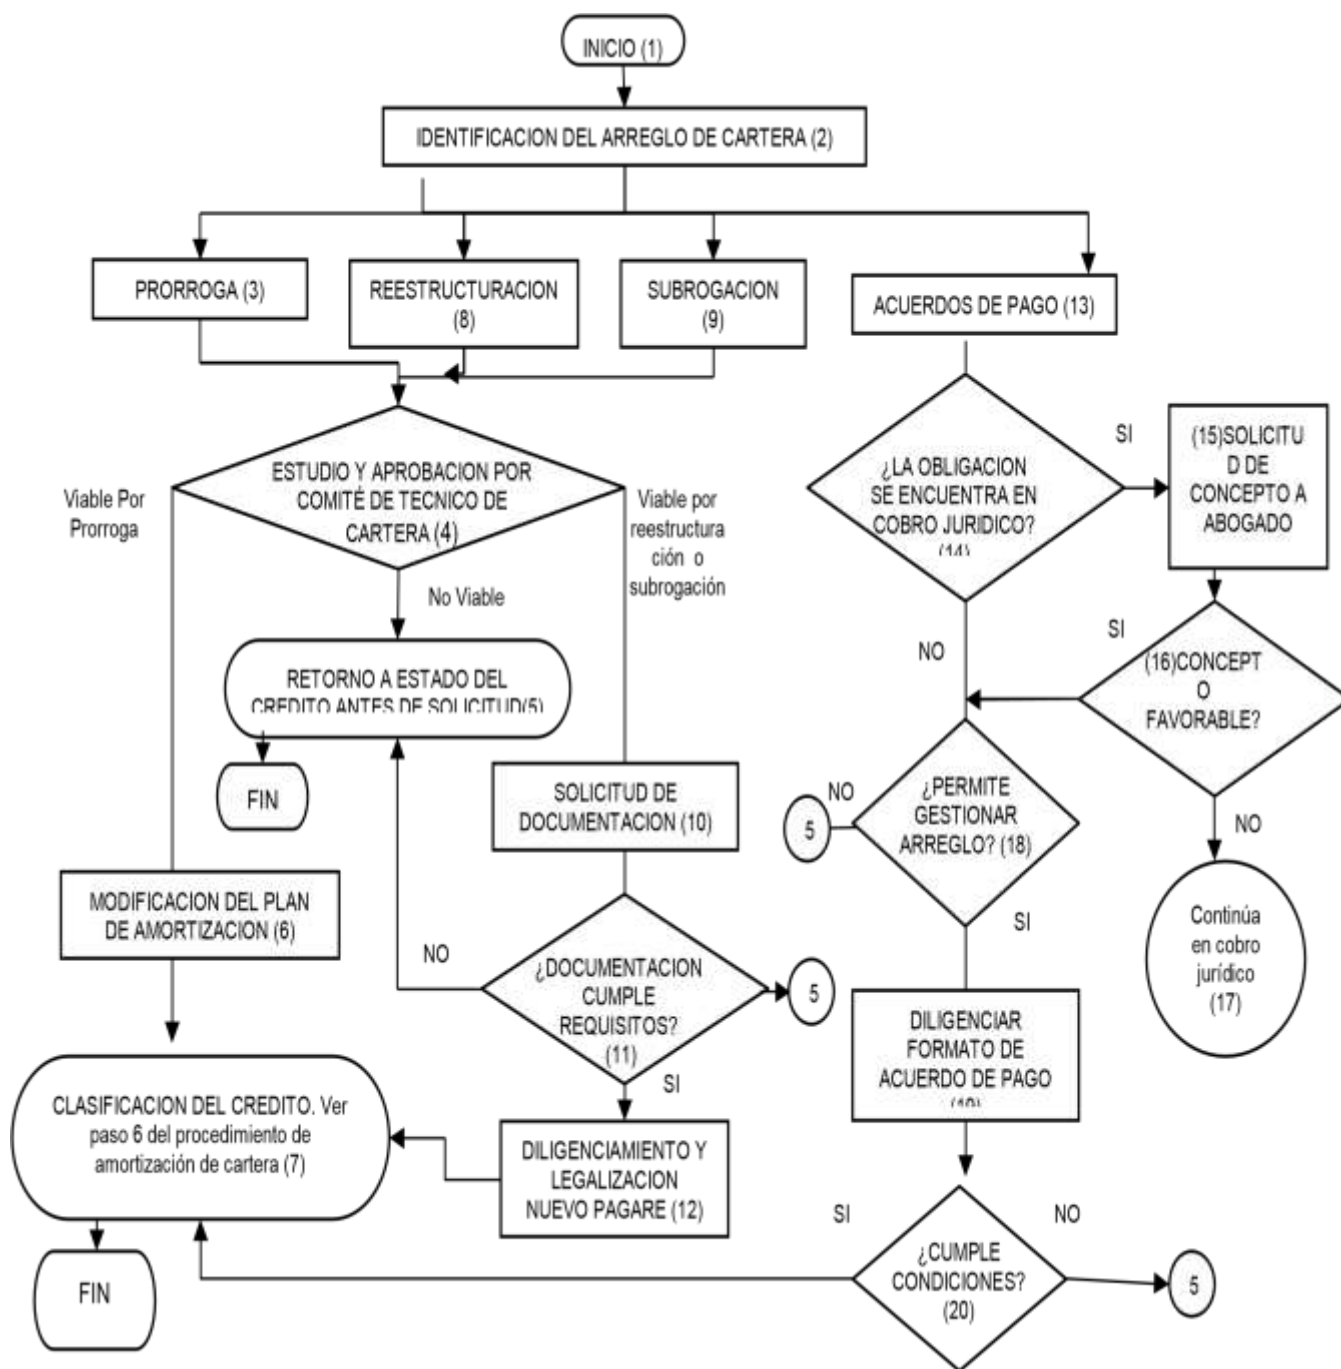 INICIO (1)
IDENTIFICACION DEL ARREGLO DE CARTERA (2)
PRORROGA (3)
REESTRUCTURACION
(8)
SUBROGACION
(9)
ACUERDOS DE PAGO (13)
ESTUDIO Y APROBACION POR
COMITÉ DE TECNICO DE
CARTERA (4)
Viable Por
Prorroga
Viable por
reestructura
ción o
subrogación
No Viable
¿LA OBLIGACION
SE ENCUENTRA EN
COBRO JURIDICO?
(14)
SI
(15)SOLICITU
D DE
CONCEPTO A
ABOGADO
NO
SI
(16)CONCEPT
O
FAVORABLE?
RETORNO A ESTADO DEL
CREDITO ANTES DE SOLICITUD(5)
FIN
SOLICITUD DE
DOCUMENTACION (10)
5
NO
¿PERMITE
GESTIONAR
ARREGLO? (18)
NO
SI
Continúa
en cobro
jurídico
(17)
MODIFICACION DEL PLAN
DE AMORTIZACION (6)
NO
¿DOCUMENTACION
CUMPLE
REQUISITOS?
(11)
5
SI
DILIGENCIAR
FORMATO DE
ACUERDO DE PAGO
CLASIFICACION DEL CREDITO. Ver
paso 6 del procedimiento de
amortización de cartera (7)
DILIGENCIAMIENTO Y
LEGALIZACION
NUEVO PAGARE (12)
SI
NO
¿CUMPLE
CONDICIONES?
(20)
5
FIN